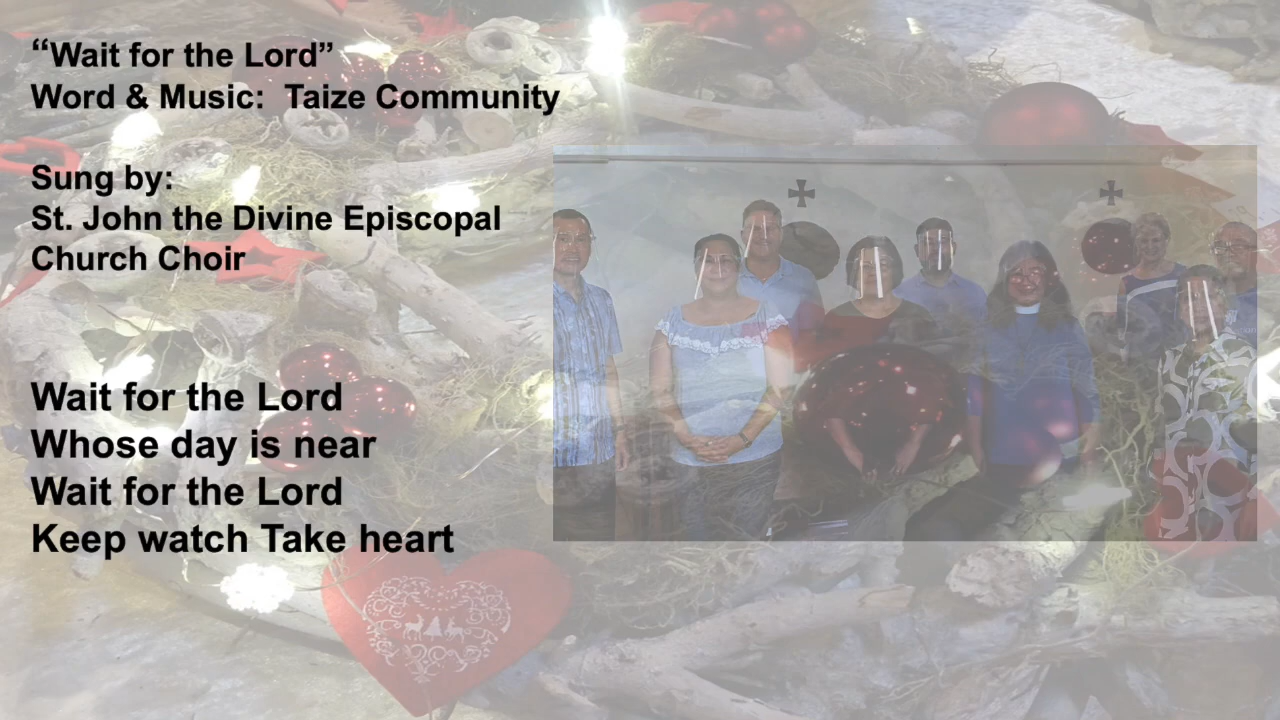 “Wait for the Lord”
Word & Music:  Taize Community
Sung by:
St. John the Divine Episcopal
Church Choir
Wait for the Lord
Whose day is near
Wait for the Lord
Keep watch Take heart